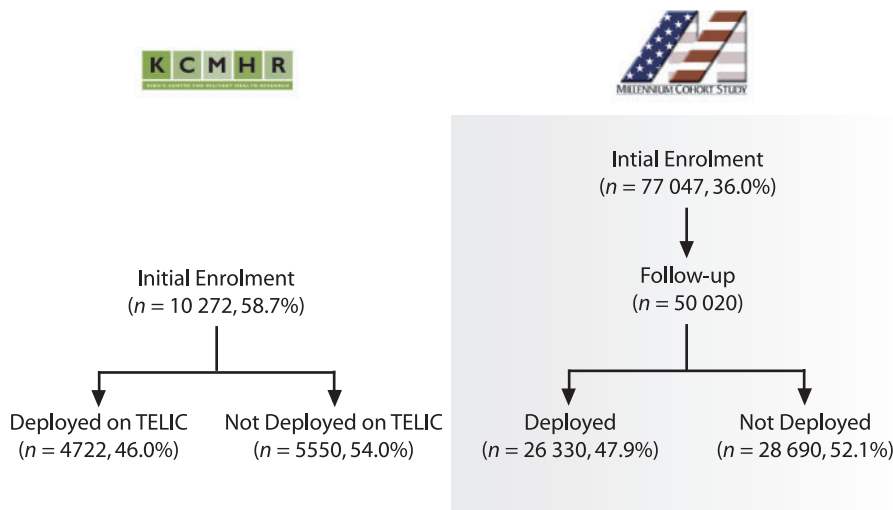 KCMHR
KING'S CENTRE FOR MILITARY HEALTH RESEARCH
MILLENNIUM COHORT STUDY
Intial Enrolment
(n = 77 047, 36.0%)
Follow-up
(n = 50 020)
Initial Enrolment
(n = 10 272, 58.7%)
Deployed on TELIC
(n = 4722, 46.0%)
Not Deployed on TELIC
(n = 5550, 54.0%)
Deployed
(n = 26 330, 47.9%)
Not Deployed
(n = 28 690, 52.1%)